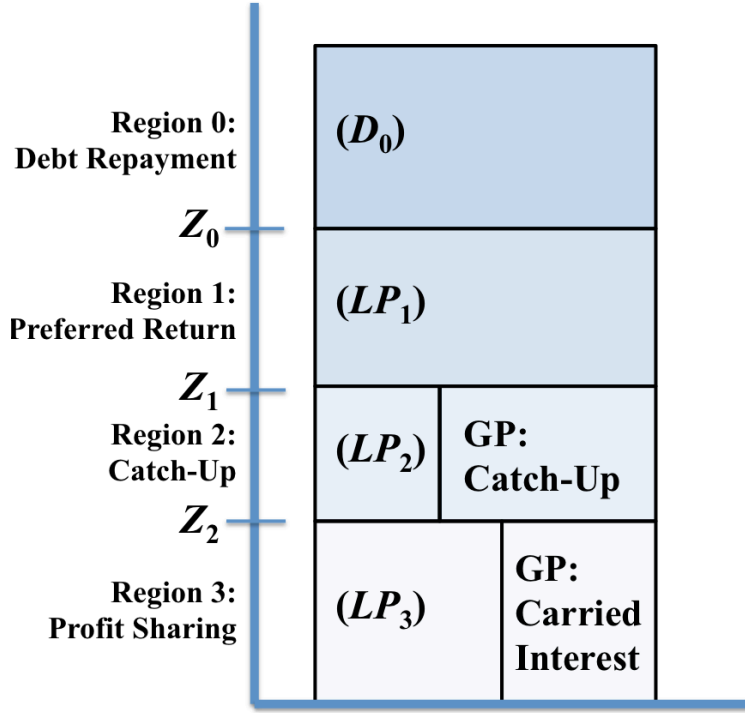 Region 0:
Debt Repayment
(D₀)
Z₀
Region 1:
Preferred Return
(LP₁)
Z₁
Region 2:
Catch-Up
(LP₂)
GP:
Catch-Up
Z₂
Region 3:
Profit Sharing
(LP₃)
GP:
Carried
Interest